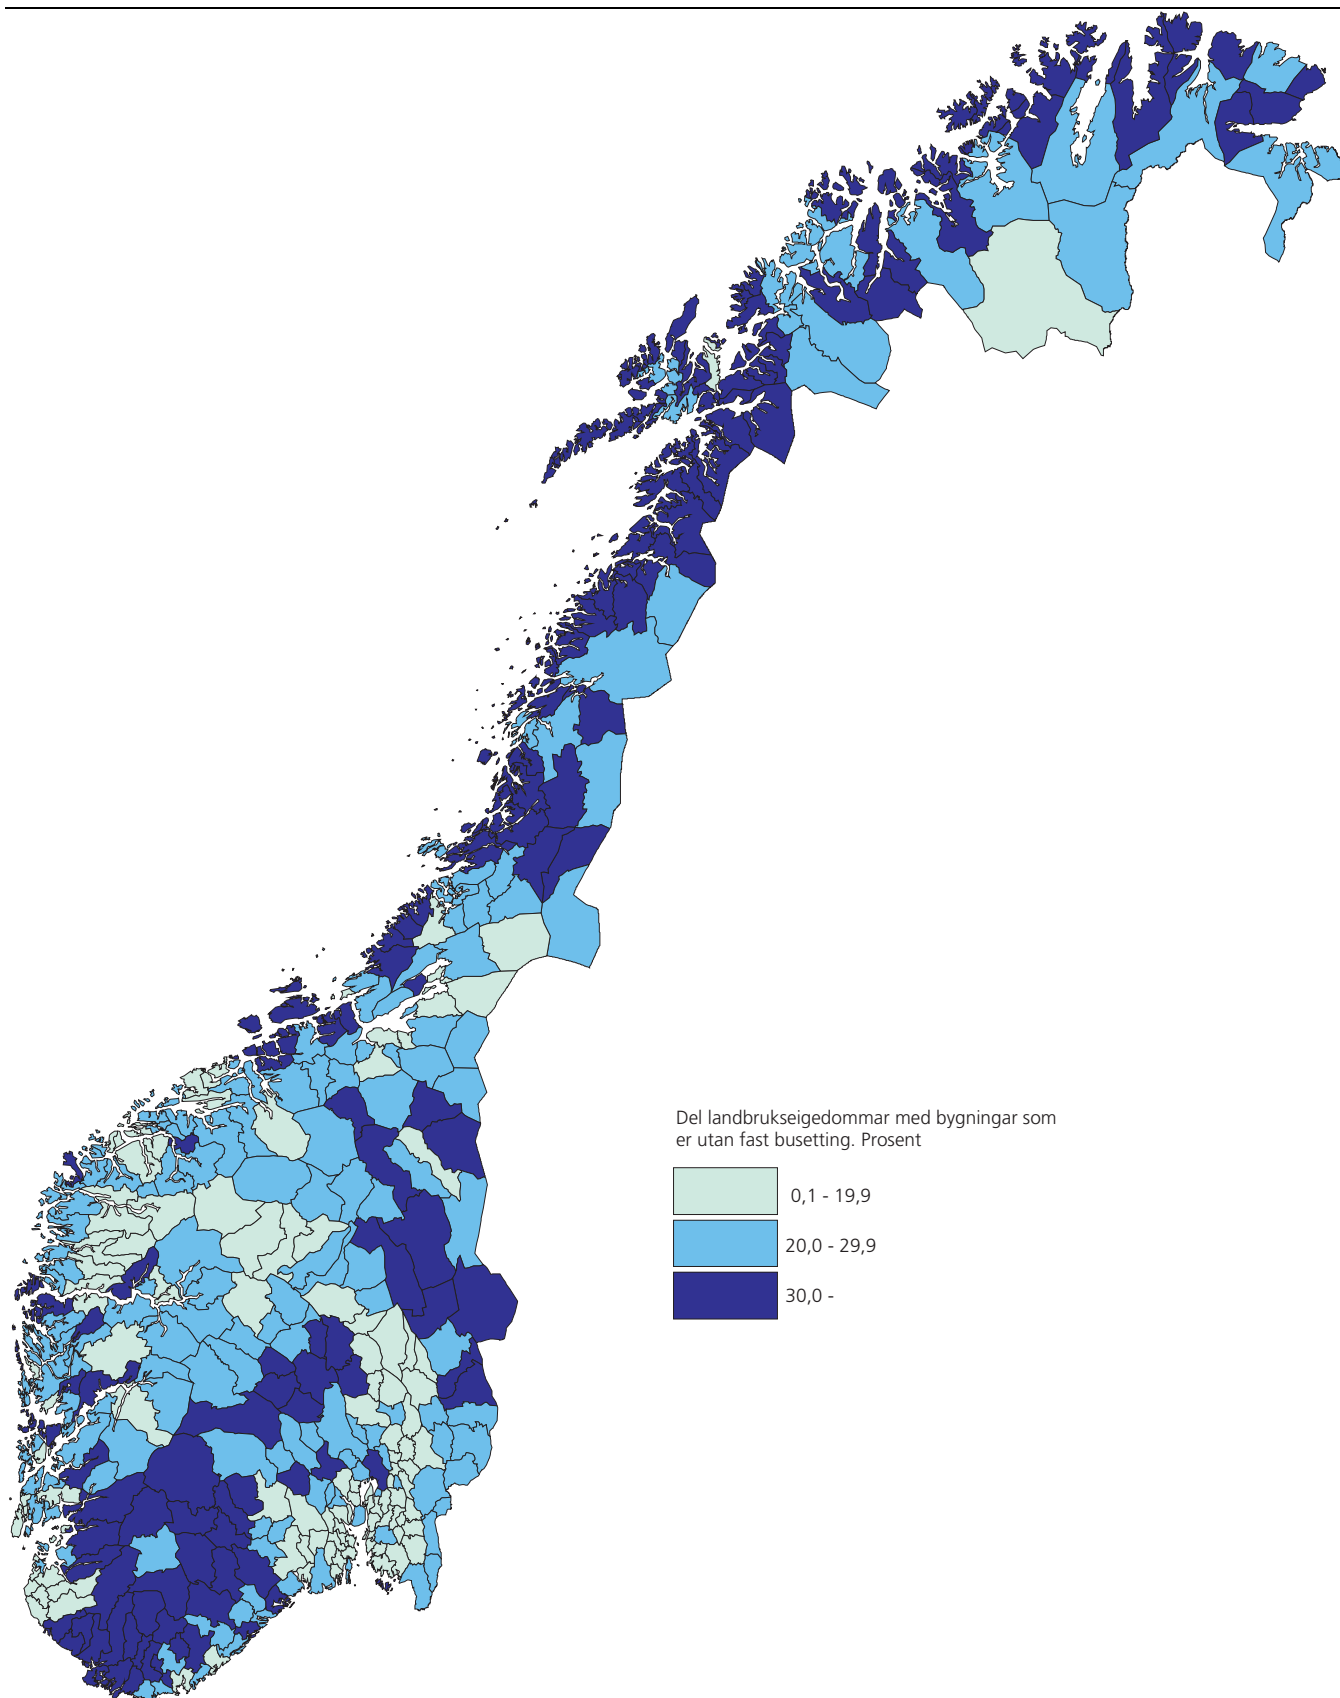 Del landbrukseigedommar med bygningar som
er utan fast busetting. Prosent
0,1 - 19,9
20,0 - 29,9
30,0 -